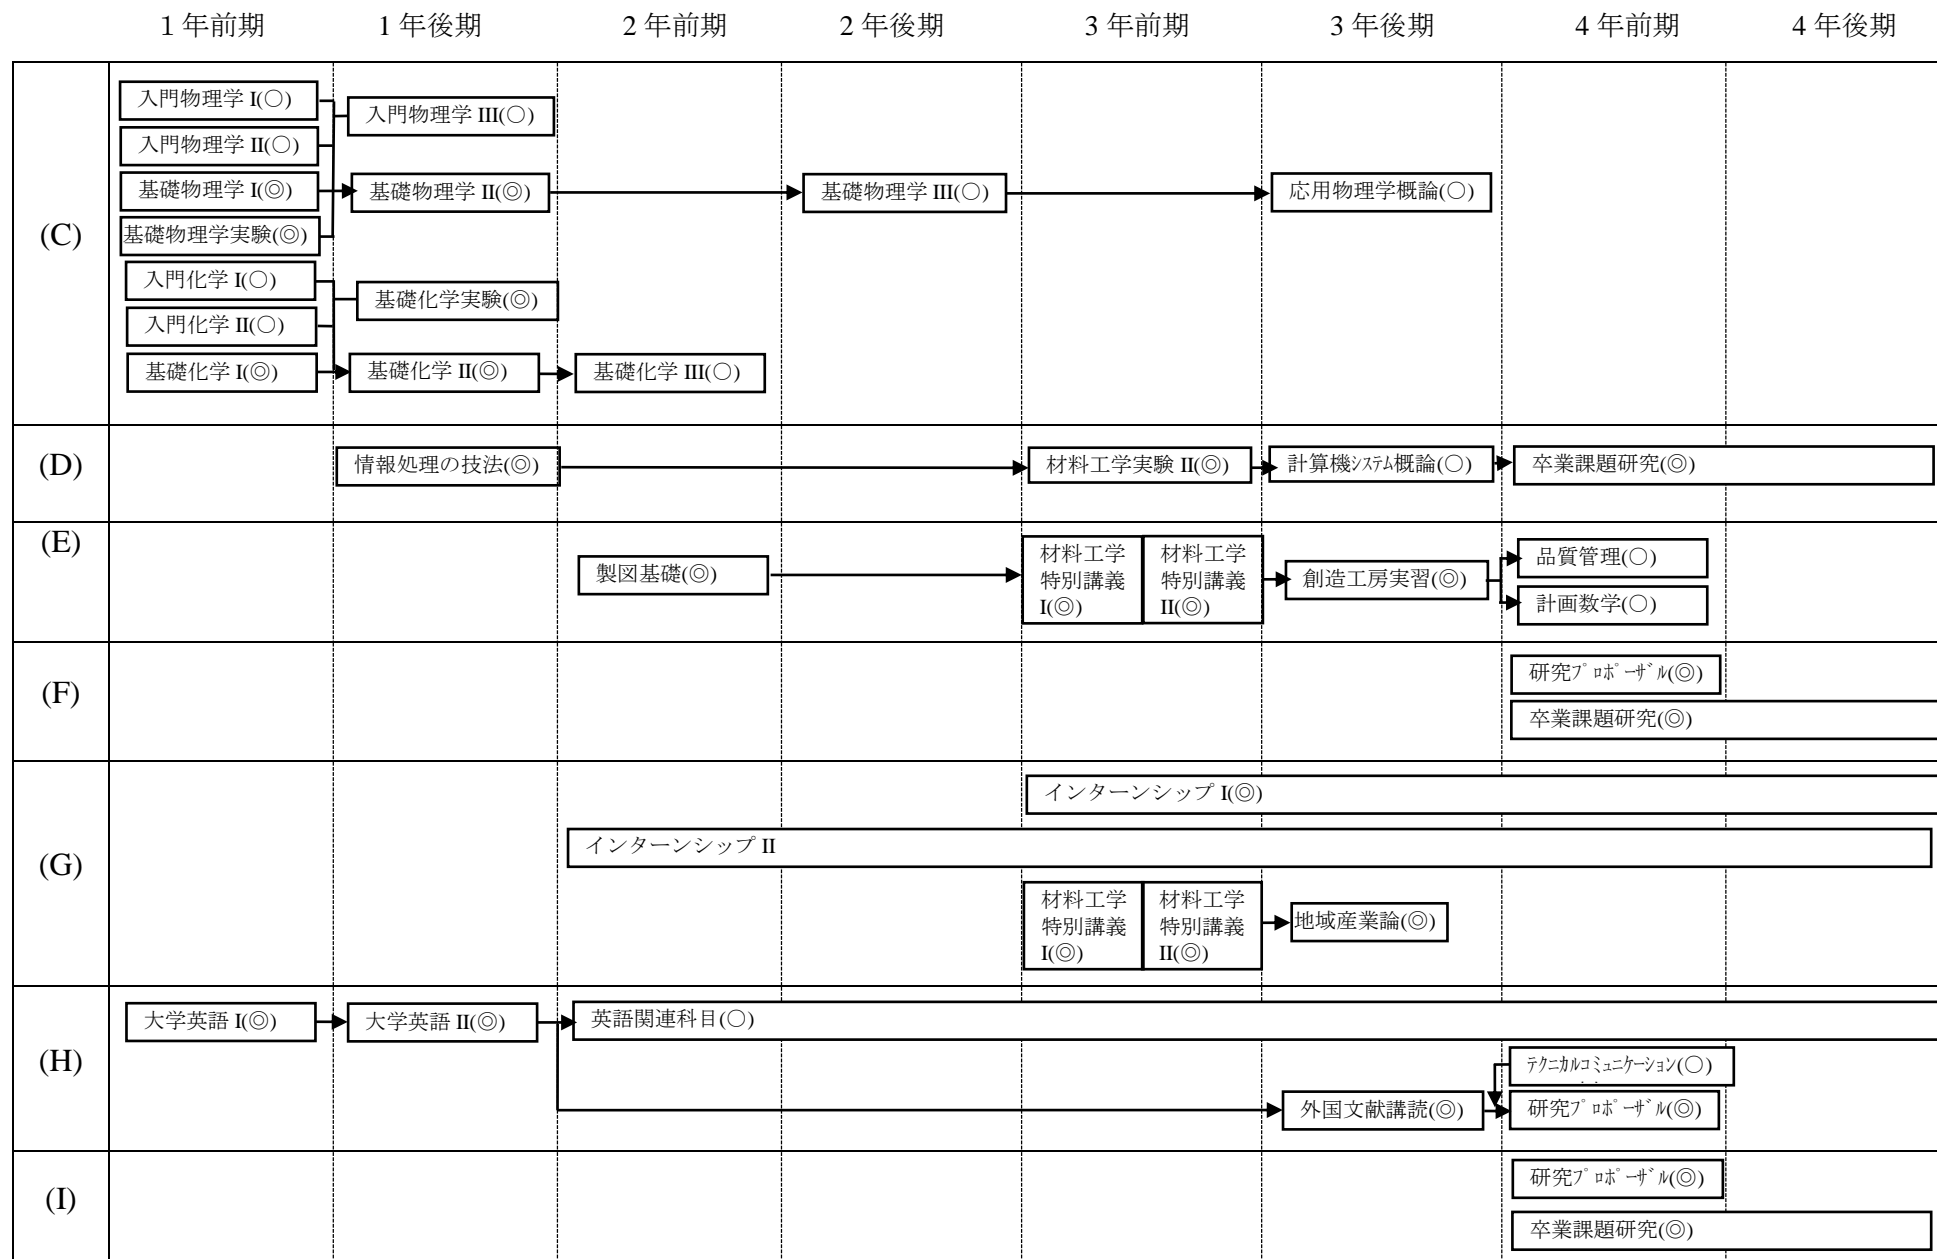 1 年前期
1 年後期
2 年前期
2 年後期
3 年前期
3 年後期
4 年前期
4 年後期
(C)
入門物理学 I(○)
入門物理学 II(○)
基礎物理学 I(◎)
基礎物理学実験(◎)
入門化学 I(○)
入門化学 II(○)
基礎化学 I(◎)
入門物理学 III(○)
基礎物理学 II(◎)
基礎化学実験(◎)
基礎化学 II(◎)
基礎化学 III(○)
基礎物理学 III(○)
応用物理学概論(○)
(D)
情報処理の技法(◎)
材料工学実験 II(◎)
計算機ｼｽﾃﾑ概論(○)
卒業課題研究(◎)
(E)
製図基礎(◎)
材料工学
特別講義
I(◎)
材料工学
特別講義
II(◎)
創造工房実習(◎)
品質管理(○)
計画数学(○)
(F)
研究ﾌﾟﾛﾎﾟｰｻﾞﾙ(◎)
卒業課題研究(◎)
(G)
インターンシップ I(◎)
インターンシップ II
材料工学
特別講義
I(◎)
材料工学
特別講義
II(◎)
地域産業論(◎)
(H)
大学英語 I(◎)
大学英語 II(◎)
英語関連科目(○)
ﾃｸﾆｶﾙｺﾐｭﾆｹｰｼｮﾝ(○)
外国文献講読(◎)
研究ﾌﾟﾛﾎﾟｰｻﾞﾙ(◎)
(I)
研究ﾌﾟﾛﾎﾟｰｻﾞﾙ(◎)
卒業課題研究(◎)